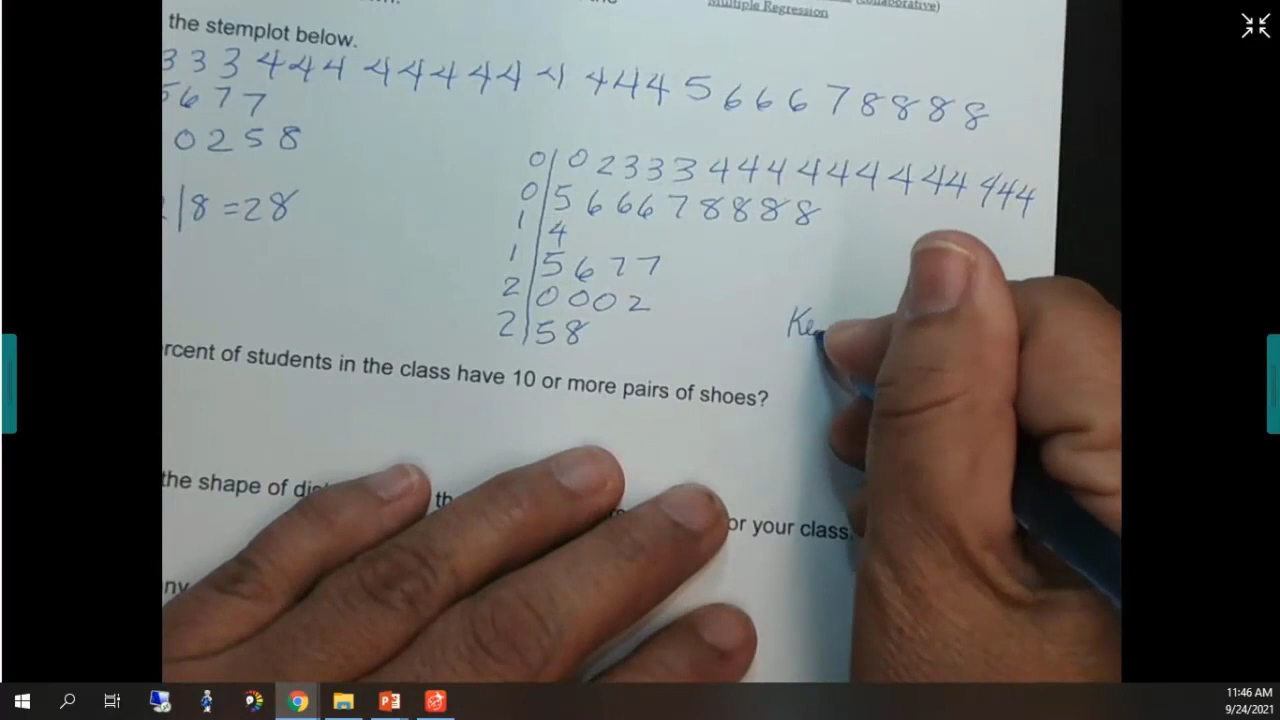 Multiple Regression
the stemplot below.
3 3 3 4 4 4 4 4 4 4 4 4 4 4 4 5 6 6 6 7 8 8 8 8
5 6 7 7
0 2 5 8
|8 = 28
0| 0 2 3 3 3 4 4 4 4 4 4 4 4 4 4 4 4
0| 5 6 6 6 7 8 8 8 8
1| 4
1| 5 6 7 7
2| 0 0 0 2
2| 5 8
Ke
rcent of students in the class have 10 or more pairs of shoes?
the shape of
or your class.
11:46 AM
9/24/2021